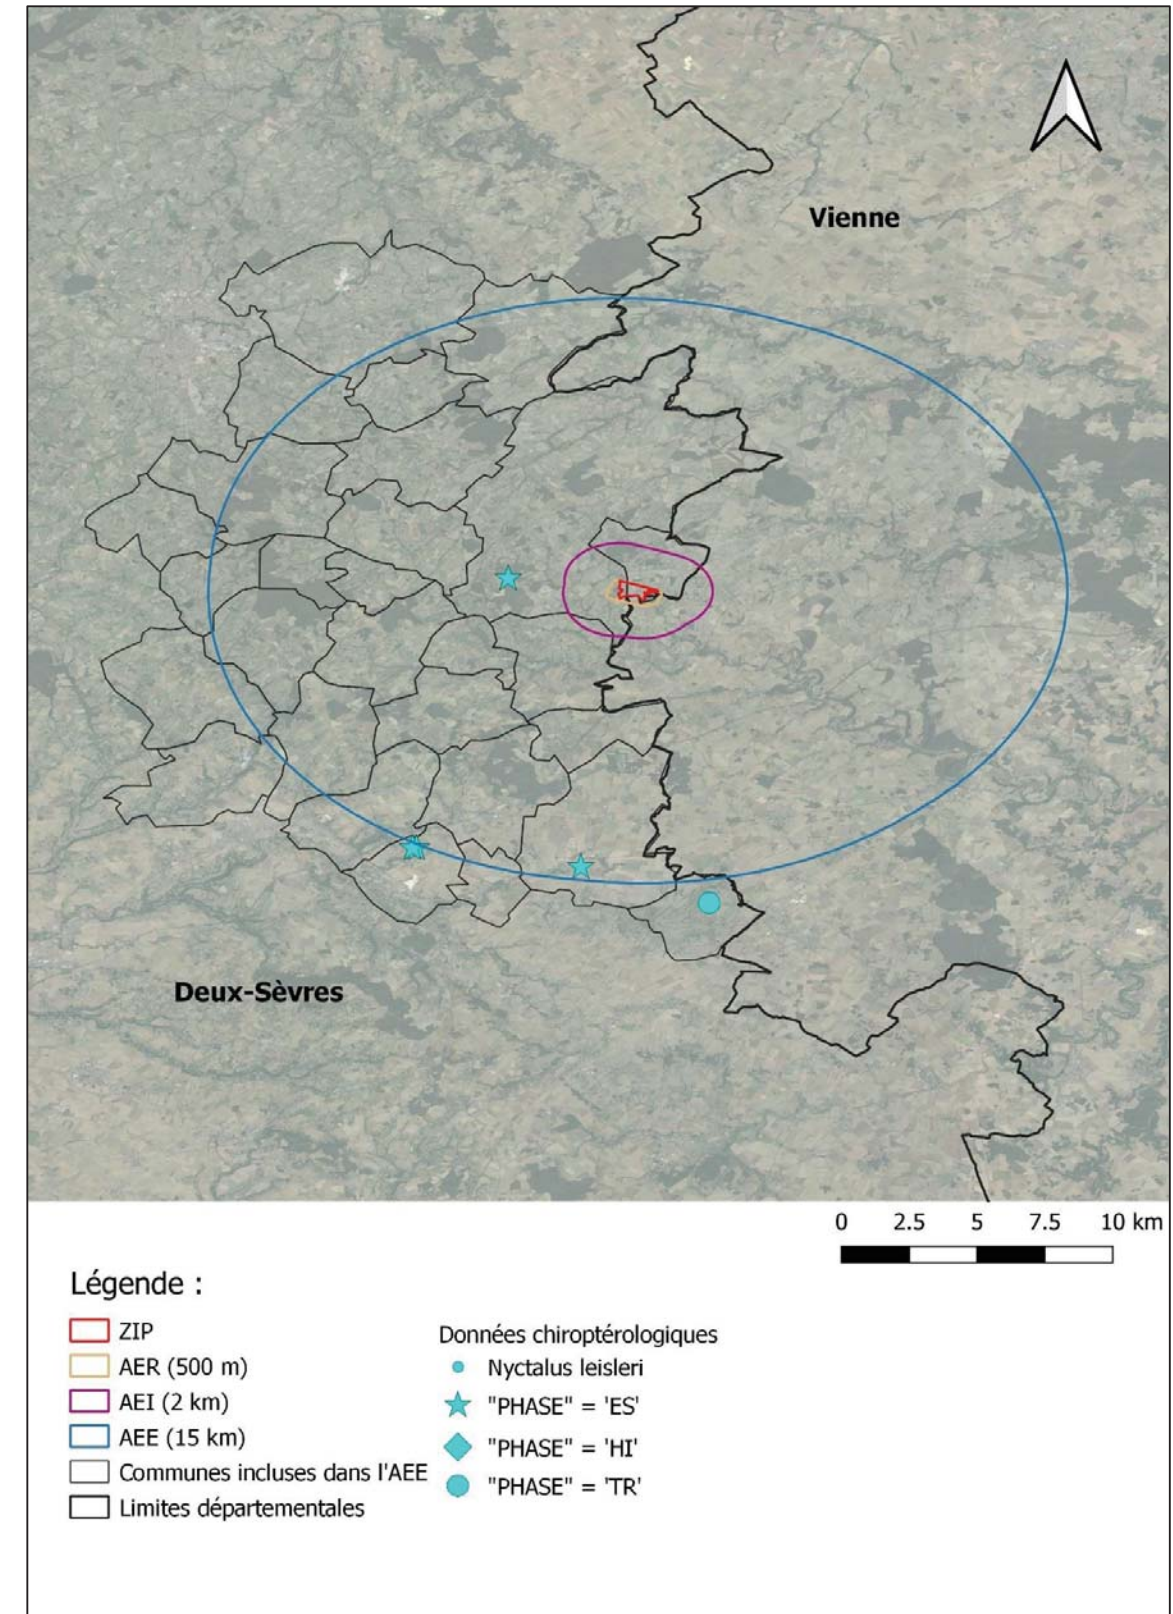 Vienne
Deux-Sèvres
0 2.5 5 7.5 10 km
Légende :
ZIP
AER (500 m)
AEI (2 km)
AEE (15 km)
Communes incluses dans l'AEE
Limites départementales
Données chiroptérologiques
Nyctalus leisleri
"PHASE" = 'ES'
"PHASE" = 'HI'
"PHASE" = 'TR'